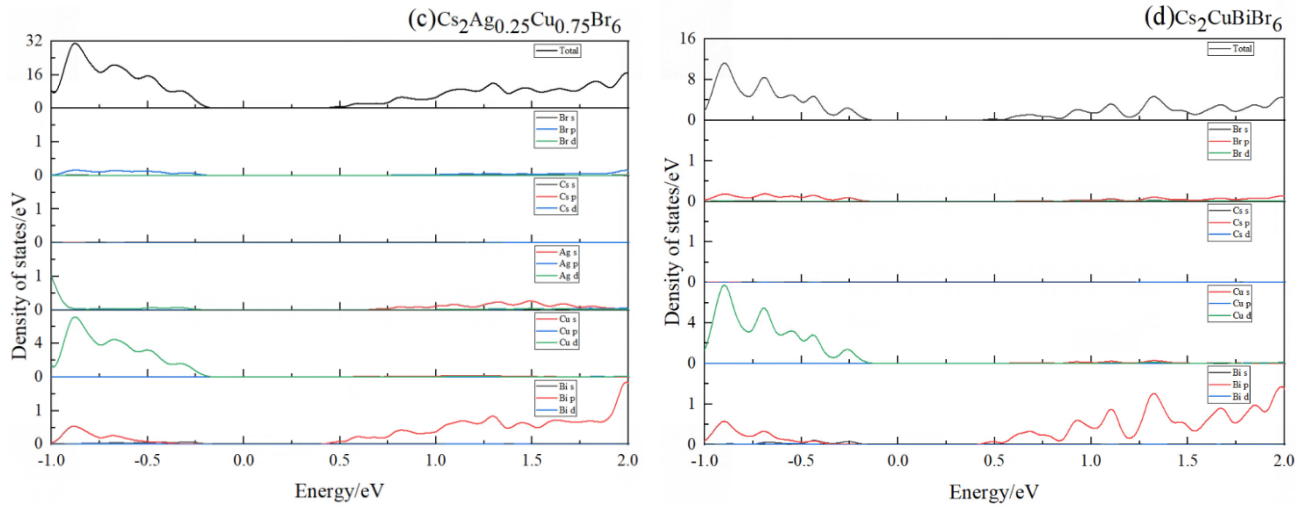 (c)Cs2Ag0.25Cu0.75Br6
32
16
0
Total
1
0
Br s
Br p
Br d
1
0
Cs s
Cs p
Cs d
1
0
Ag s
Ag p
Ag d
4
0
Cu s
Cu p
Cu d
1
0
Bi s
Bi p
Bi d
-1.0 -0.5 0.0 0.5 1.0 1.5 2.0
Density of states/eV
Energy/eV
(d)Cs2CuBiBr6
16
8
0
Total
1
0
Br s
Br p
Br d
1
0
Cs s
Cs p
Cs d
4
0
Cu s
Cu p
Cu d
1
0
Bi s
Bi p
Bi d
-1.0 -0.5 0.0 0.5 1.0 1.5 2.0
Density of states/eV
Energy/eV